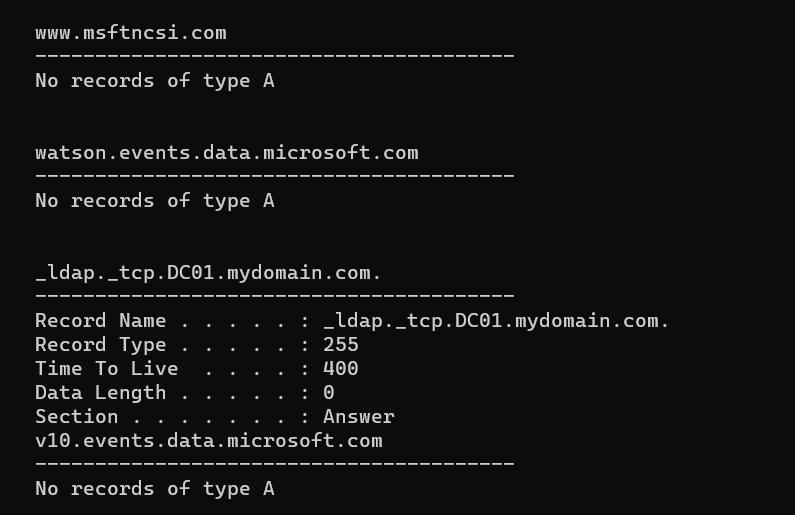 www.msftncsi.com
----------------------------------------
No records of type A
watson.events.data.microsoft.com
----------------------------------------
No records of type A
_ldap._tcp.DC01.mydomain.com.
----------------------------------------
Record Name . . . . . : _ldap._tcp.DC01.mydomain.com.
Record Type . . . . . : 255
Time To Live  . . . . : 400
Data Length . . . . . : 0
Section . . . . . . . : Answer
v10.events.data.microsoft.com
----------------------------------------
No records of type A